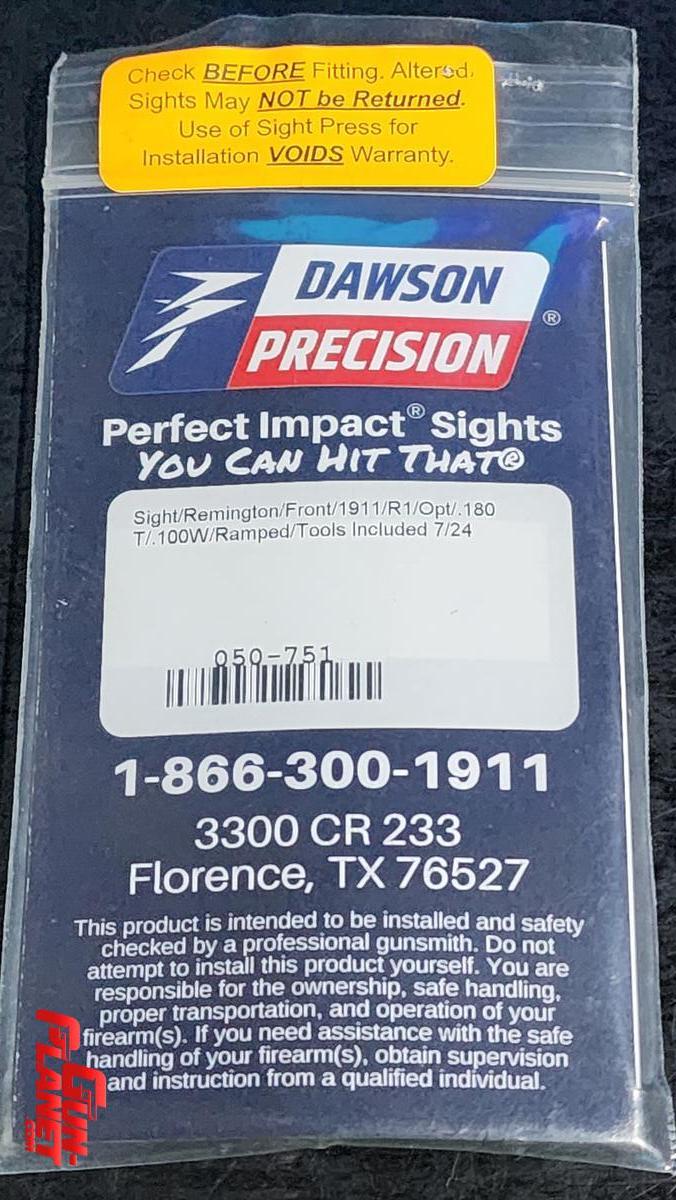 Check BEFORE Fitting. Altered
Sights May NOT be Returned.
Use of Sight Press for
Installation VOIDS Warranty.
DAWSON
PRECISION
®
Perfect Impact® Sights
YOU CAN HIT THAT®
Sight/Remington/Front/1911/R1/Opt/.180
T/.100W/Ramped/Tools Included 7/24
050-751
1-866-300-1911
3300 CR 233
Florence, TX 76527
This product is intended to be installed and safety
checked by a professional gunsmith. Do not
attempt to install this product yourself. You are
responsible for the ownership, safe handling,
proper transportation, and operation of your
firearm(s). If you need assistance with the safe
handling of your firearm(s), obtain supervision
and instruction from a qualified individual.
GUN-
PLANET
.COM